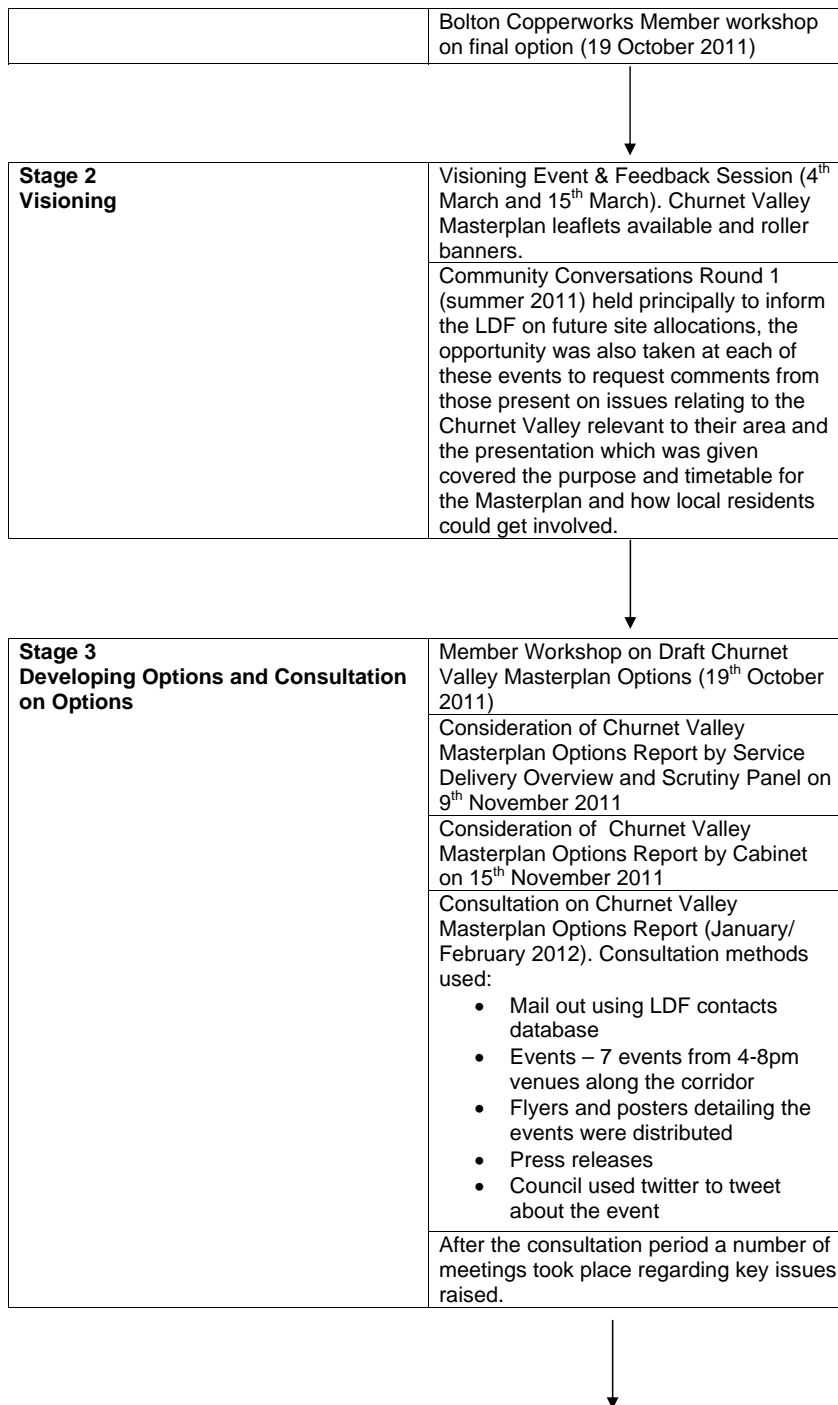 Bolton Copperworks Member workshop
on final option (19 October 2011)
Stage 2
Visioning
Visioning Event & Feedback Session (4th
March and 15th March). Churnet Valley
Masterplan leaflets available and roller
banners.
Community Conversations Round 1
(summer 2011) held principally to inform
the LDF on future site allocations, the
opportunity was also taken at each of
these events to request comments from
those present on issues relating to the
Churnet Valley relevant to their area and
the presentation which was given
covered the purpose and timetable for
the Masterplan and how local residents
could get involved.
Stage 3
Developing Options and Consultation
on Options
Member Workshop on Draft Churnet
Valley Masterplan Options (19th October
2011)
Consideration of Churnet Valley
Masterplan Options Report by Service
Delivery Overview and Scrutiny Panel on
9th November 2011
Consideration of Churnet Valley
Masterplan Options Report by Cabinet
on 15th November 2011
Consultation on Churnet Valley
Masterplan Options Report (January/
February 2012). Consultation methods
used:
• Mail out using LDF contacts
database
• Events – 7 events from 4-8pm
venues along the corridor
• Flyers and posters detailing the
events were distributed
• Press releases
• Council used twitter to tweet
about the event
After the consultation period a number of
meetings took place regarding key issues
raised.